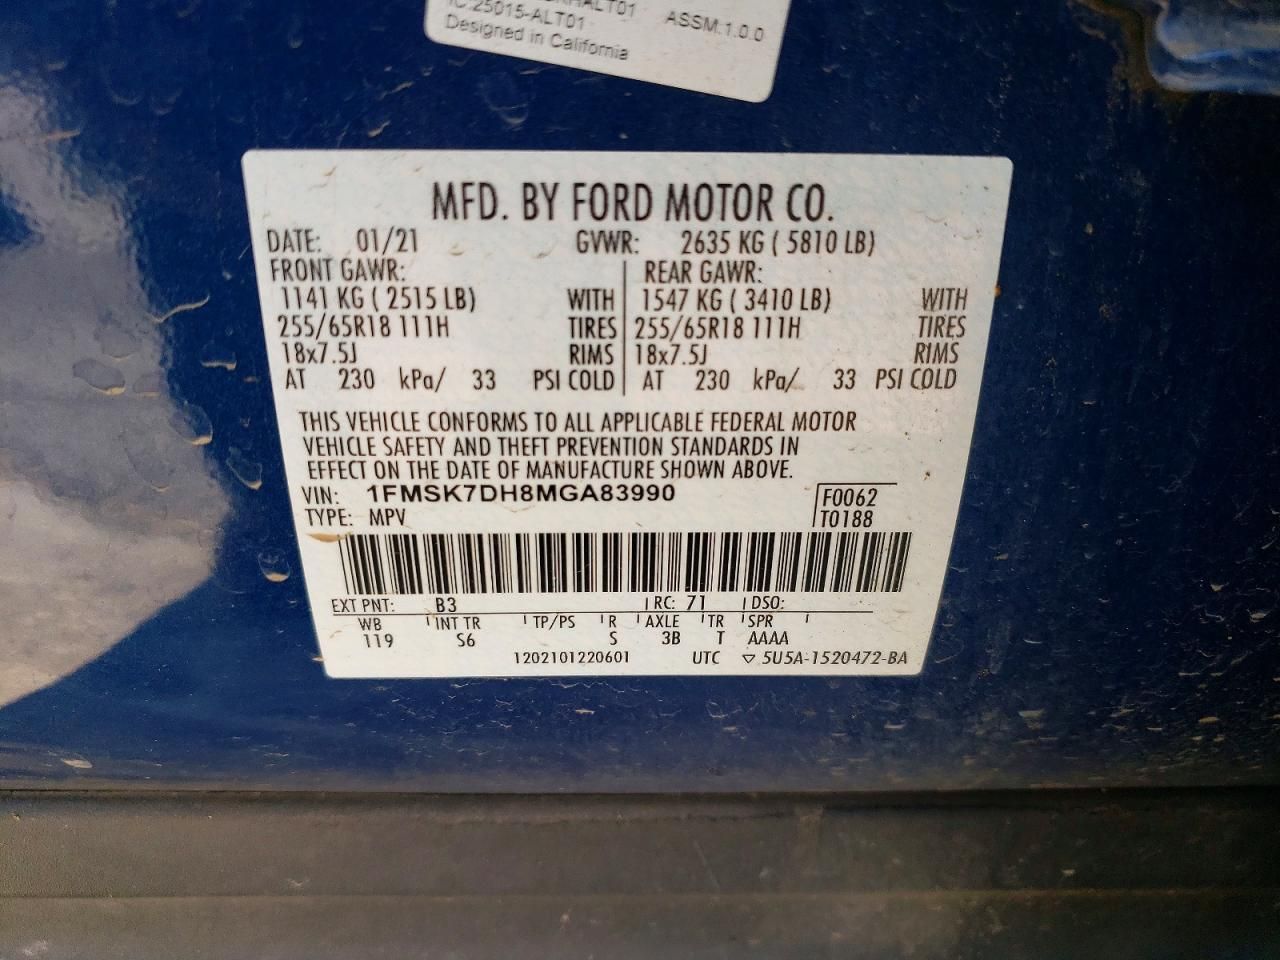 IC:25015-ALT01
ASSM.1.0.0
Designed in California
MFD. BY FORD MOTOR CO.
DATE: 01/21 GVWR: 2635 KG ( 5810 LB)
FRONT GAWR: REAR GAWR:
1141 KG ( 2515 LB) WITH 1547 KG ( 3410 LB) WITH
255/65R18 111H TIRES 255/65R18 111H TIRES
18x7.5J RIMS 18x7.5J RIMS
AT 230 kPa/ 33 PSI COLD AT 230 kPa/ 33 PSI COLD
THIS VEHICLE CONFORMS TO ALL APPLICABLE FEDERAL MOTOR
VEHICLE SAFETY AND THEFT PREVENTION STANDARDS IN
EFFECT ON THE DATE OF MANUFACTURE SHOWN ABOVE.
VIN: 1FMSK7DH8MGA83990 F0062
TYPE: MPV T0188
EXT PNT: B3 RC: 71 DSO:
WB INT TR TP/PS R AXLE TR SPR
119 S6 S 3B T AAAA
1202101220601 UTC ▽ 5U5A-1520472-BA